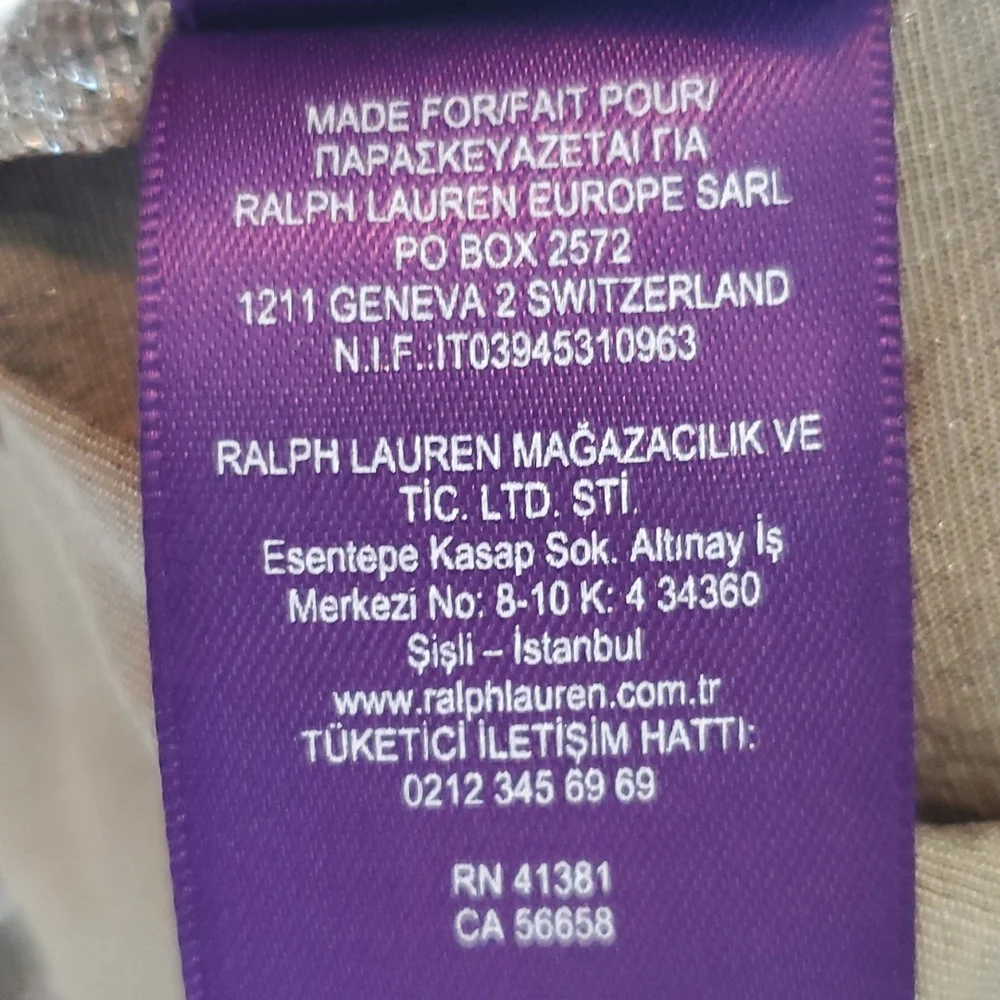 MADE FOR/FAIT POUR/
ΠΑΡΑΣΚΕΥΑΖΕΤΑΙ ΓΙΑ
RALPH LAUREN EUROPE SARL
PO BOX 2572
1211 GENEVA 2 SWITZERLAND
N.I.F.:IT03945310963
RALPH LAUREN MAĞAZACILIK VE
TİC. LTD. ŞTİ.
Esentepe Kasap Sok. Altınay İş
Merkezi No: 8-10 K: 4 34360
Şişli – İstanbul
www.ralphlauren.com.tr
TÜKETİCİ İLETİŞİM HATTI:
0212 345 69 69
RN 41381
CA 56658